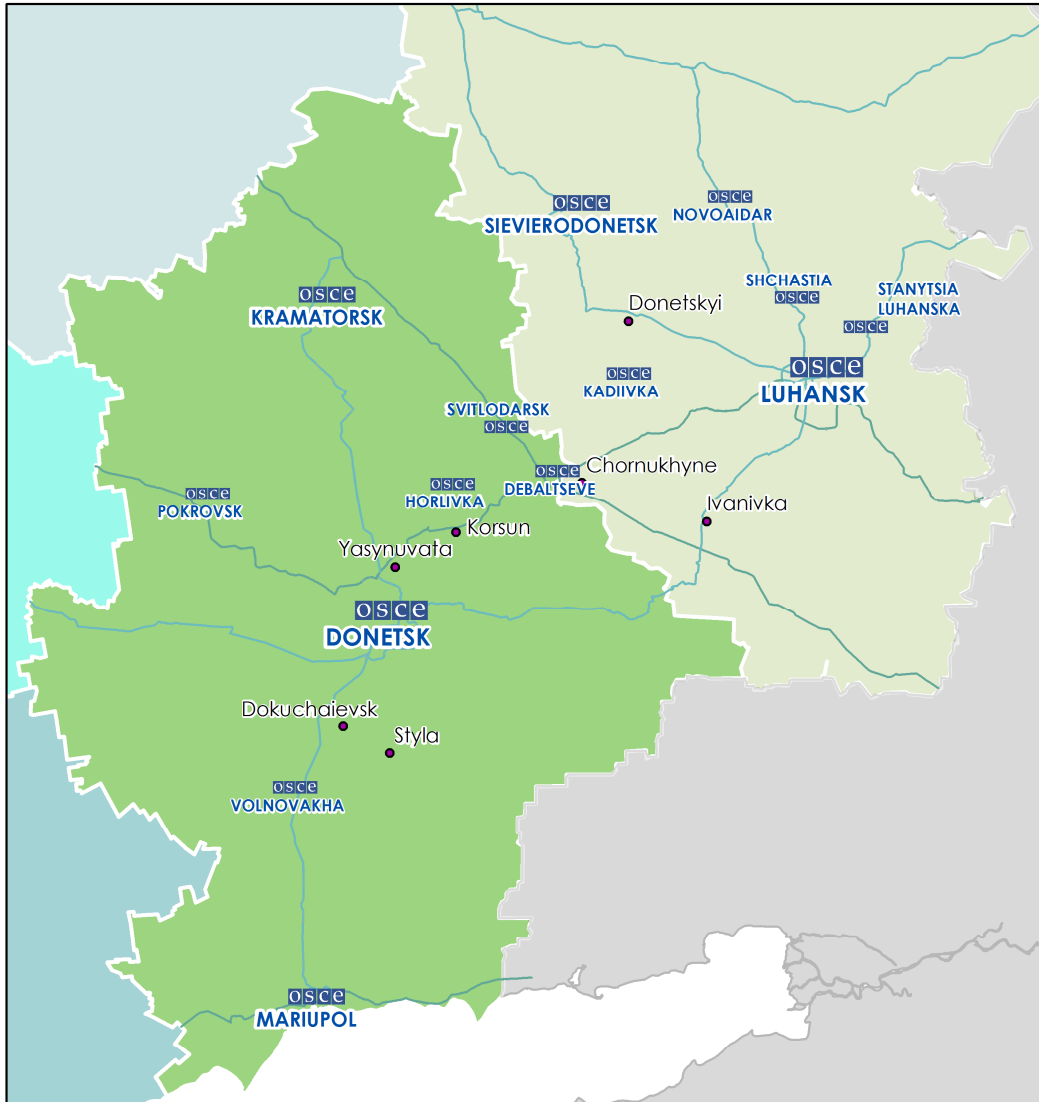 osce
SIEVIERODONETSK
osce
NOVOAIDAR
SHCHASTIA
osce
STANYTSIA
LUHANSKA
osce
osce
KRAMATORSK
Donetskyi
osce
LUHANSK
osce
KADIIVKA
SVITLODARSK
osce
Chornukhyne
osce
DEBALTSEVE
osce
HORLIVKA
osce
POKROVSK
Ivanivka
Korsun
Yasynuvata
osce
DONETSK
Dokuchaievsk
Styla
osce
VOLNOVAKHA
osce
MARIUPOL